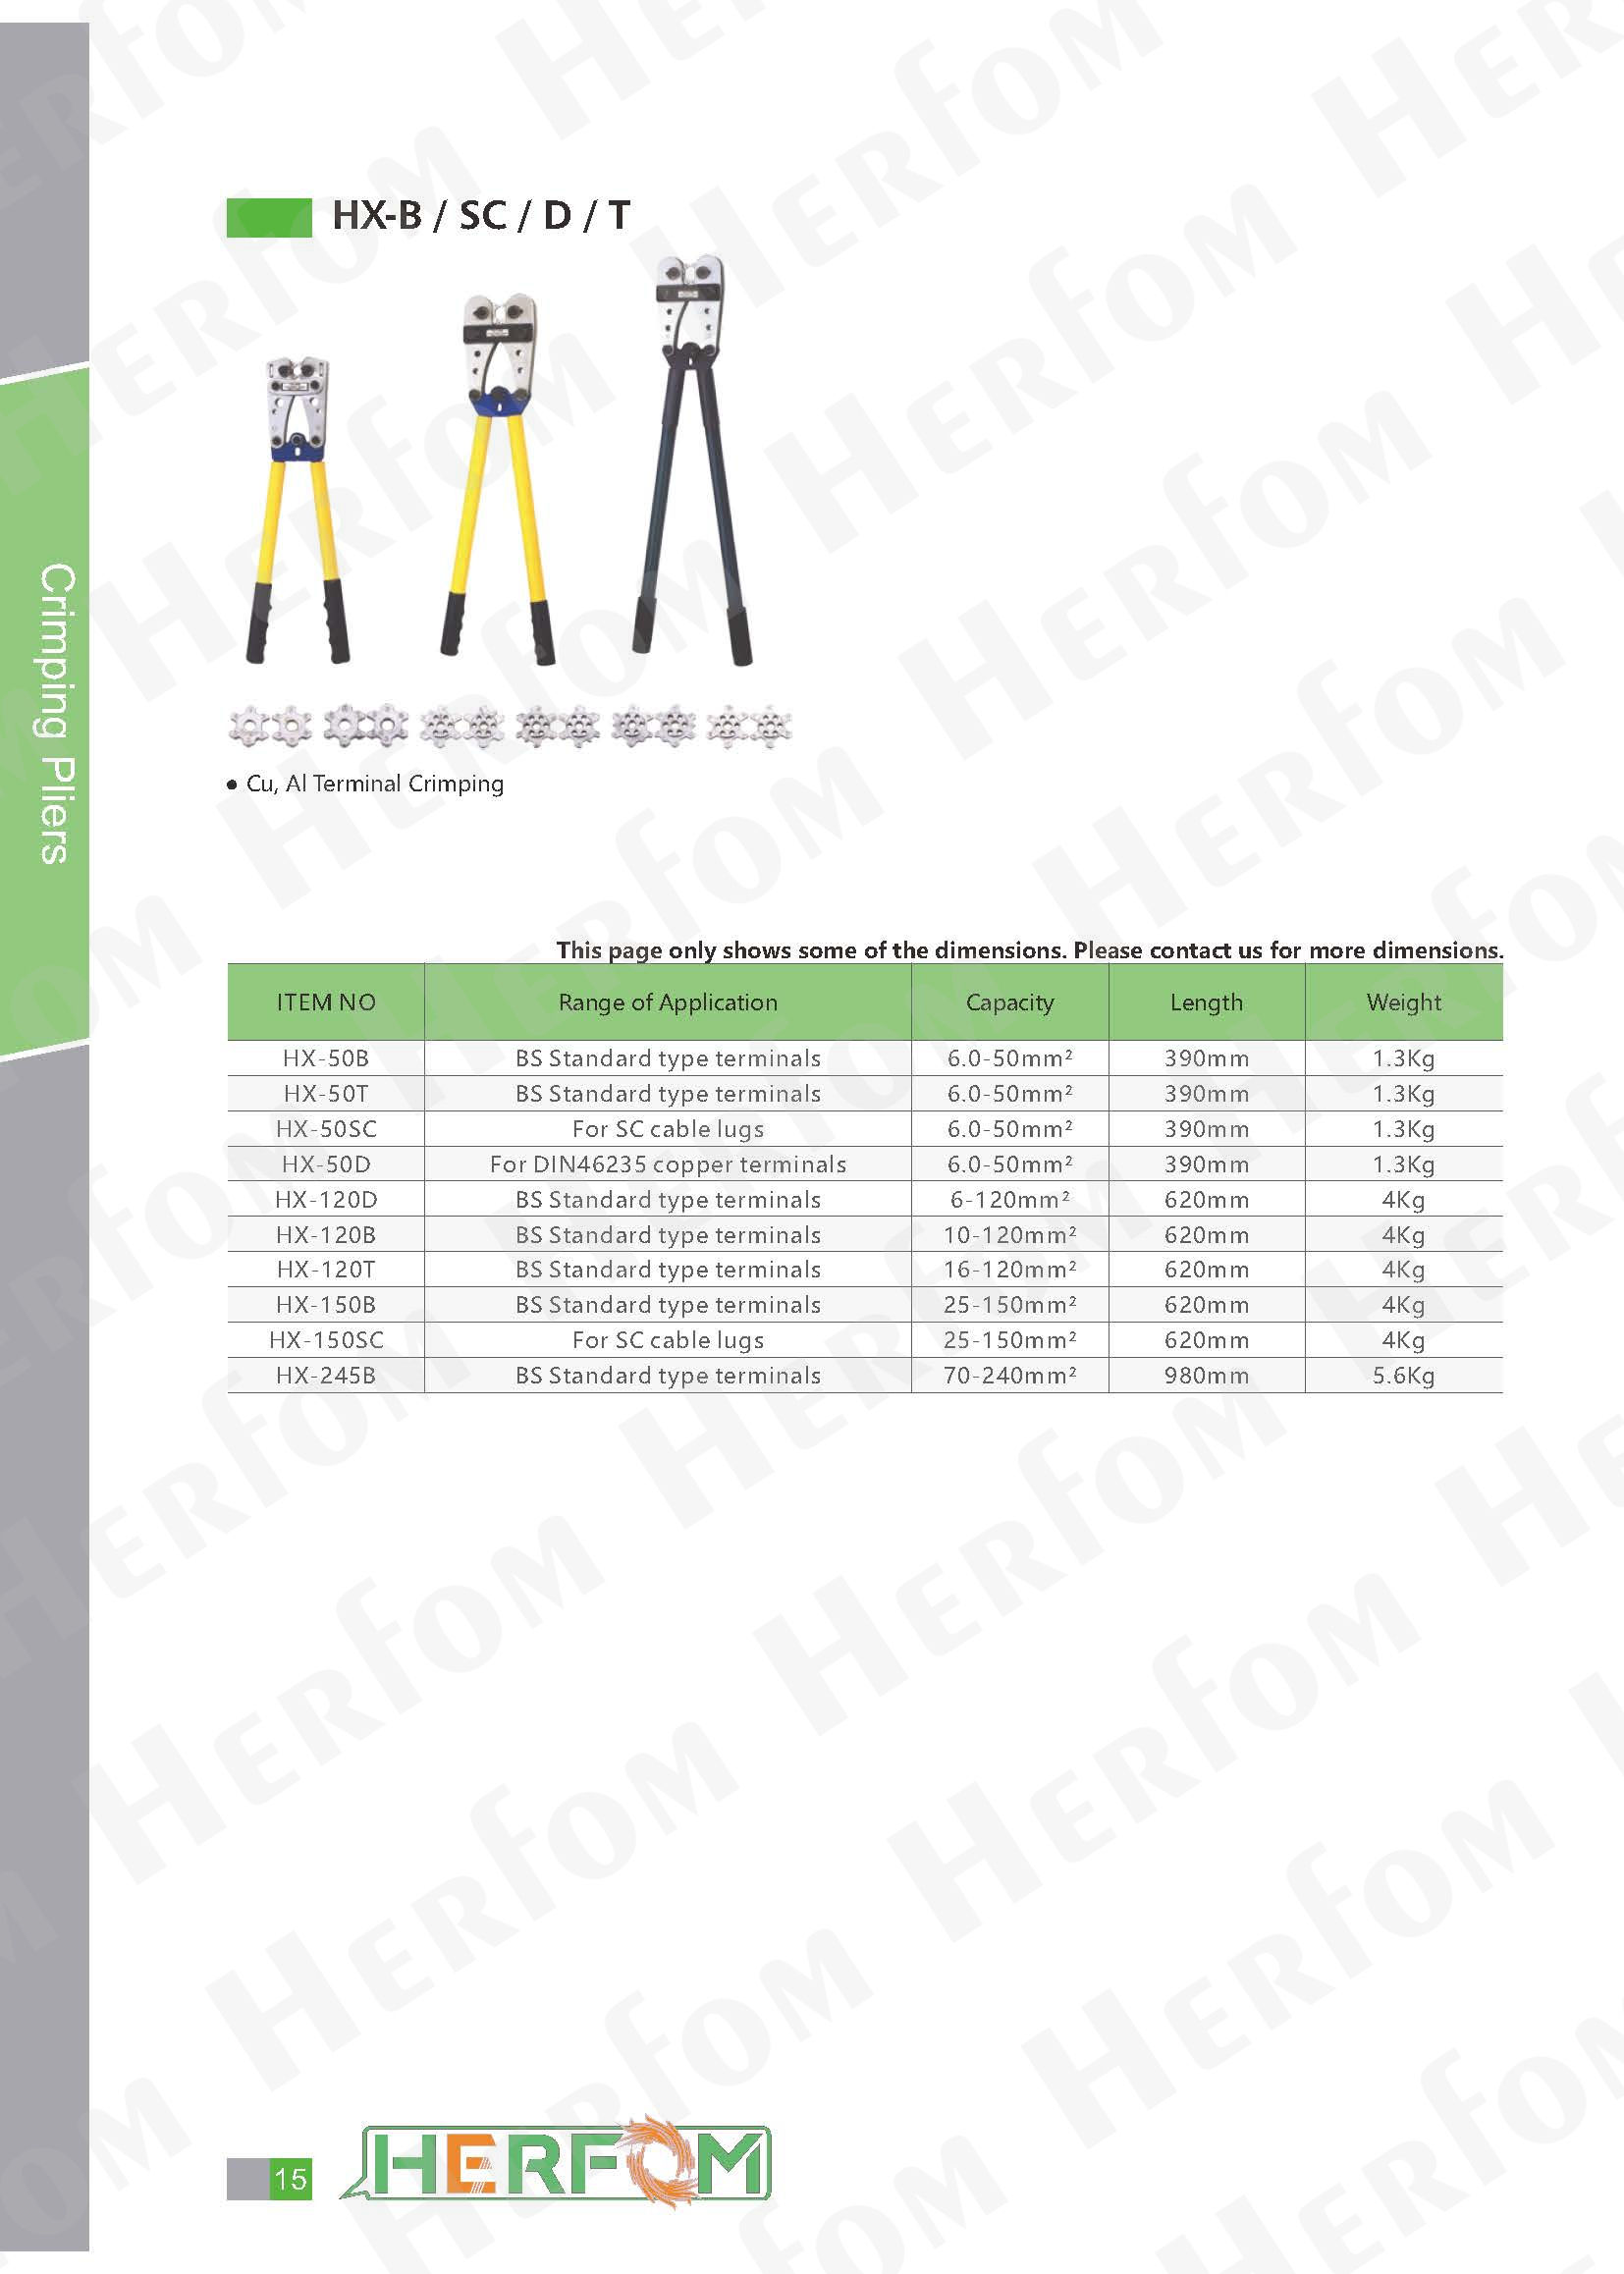 HX-B / SC / D / T
Crimping Pliers
● Cu, Al Terminal Crimping
This page only shows some of the dimensions. Please contact us for more dimensions.
ITEM NO Range of Application Capacity Length Weight
HX-50B BS Standard type terminals 6.0-50mm² 390mm 1.3Kg
HX-50T BS Standard type terminals 6.0-50mm² 390mm 1.3Kg
HX-50SC For SC cable lugs 6.0-50mm² 390mm 1.3Kg
HX-50D For DIN46235 copper terminals 6.0-50mm² 390mm 1.3Kg
HX-120D BS Standard type terminals 6-120mm² 620mm 4Kg
HX-120B BS Standard type terminals 10-120mm² 620mm 4Kg
HX-120T BS Standard type terminals 16-120mm² 620mm 4Kg
HX-150B BS Standard type terminals 25-150mm² 620mm 4Kg
HX-150SC For SC cable lugs 25-150mm² 620mm 4Kg
HX-245B BS Standard type terminals 70-240mm² 980mm 5.6Kg
15 HERFOM